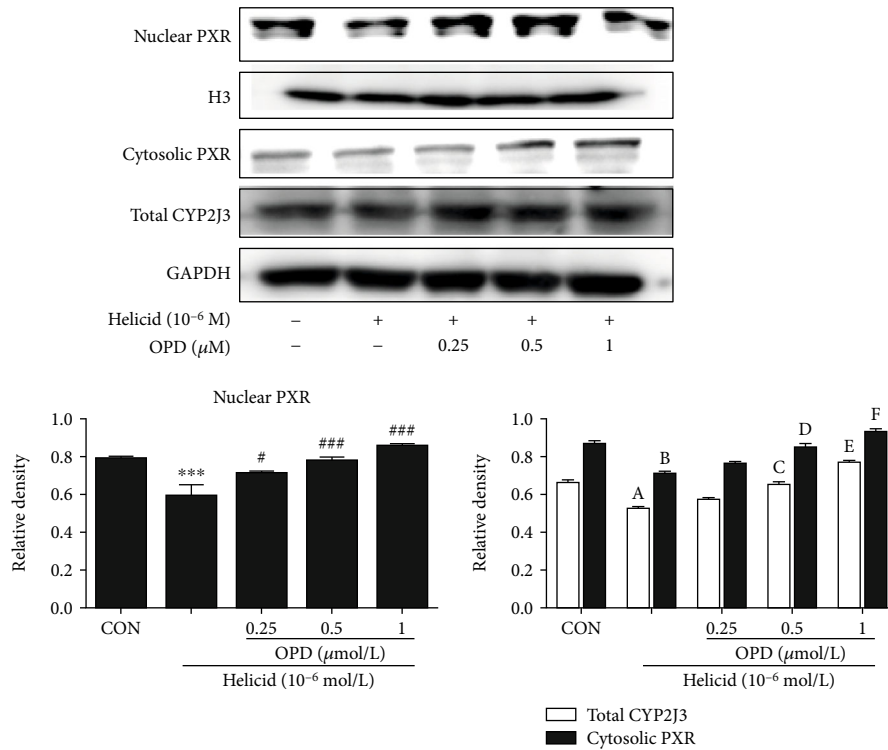 Nuclear PXR
H3
Cytosolic PXR
Total CYP2J3
GAPDH
Helicid (10⁻⁶ M) – + + + +
OPD (μM) – – 0.25 0.5 1
Nuclear PXR
Relative density
1.0
0.8
0.6
0.4
0.2
0.0
***
#
###
###
CON 0.25 0.5 1
OPD (μmol/L)
Helicid (10⁻⁶ mol/L)
Relative density
1.0
0.8
0.6
0.4
0.2
0.0
A
B
C
D
E
F
CON 0.25 0.5 1
OPD (μmol/L)
Helicid (10⁻⁶ mol/L)
Total CYP2J3
Cytosolic PXR